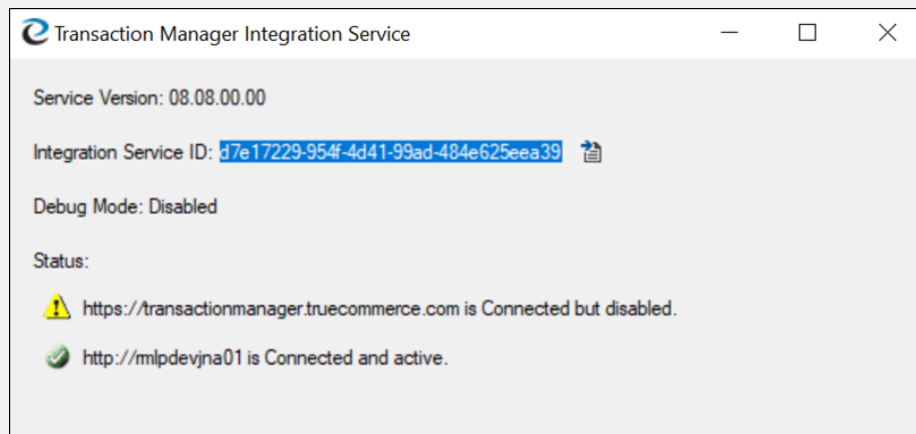 Transaction Manager Integration Service
Service Version: 08.08.00.00
Integration Service ID: d7e17229-954f-4d41-99ad-484e625eea39
Debug Mode: Disabled
Status:
https://transactionmanager.truecommerce.com is Connected but disabled.
http://rmlpdevjna01 is Connected and active.